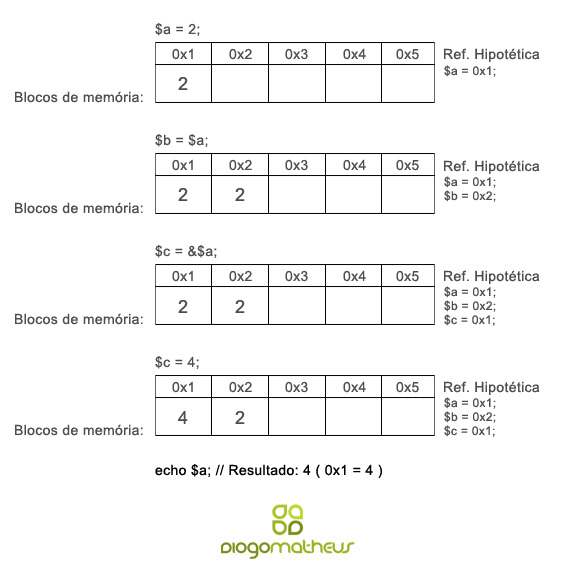 $a = 2;
0x1 0x2 0x3 0x4 0x5 Ref. Hipotética
2 $a = 0x1;
Blocos de memória:
$b = $a;
0x1 0x2 0x3 0x4 0x5 Ref. Hipotética
2 2 $a = 0x1;
$b = 0x2;
Blocos de memória:
$c = &$a;
0x1 0x2 0x3 0x4 0x5 Ref. Hipotética
$a = 0x1;
2 2 $b = 0x2;
Blocos de memória: $c = 0x1;
$c = 4;
0x1 0x2 0x3 0x4 0x5 Ref. Hipotética
$a = 0x1;
4 2 $b = 0x2;
Blocos de memória: $c = 0x1;
echo $a; // Resultado: 4 ( 0x1 = 4 )
DIOGOMATHEUS